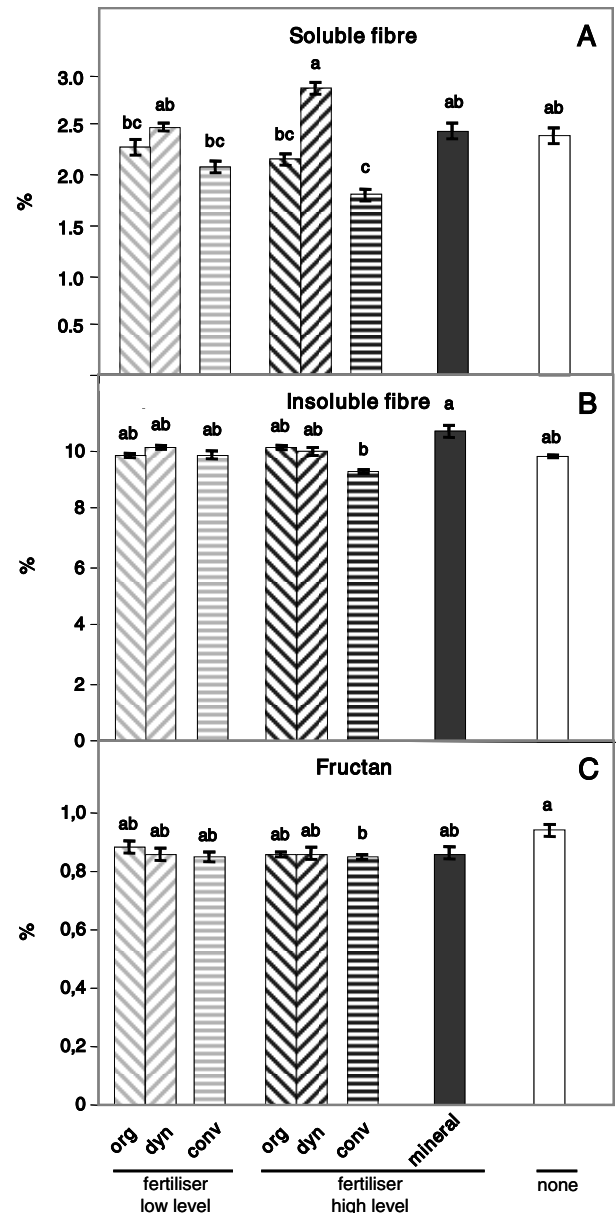 Soluble fibre A
a
ab ab ab
bc bc bc
c
3.0
2.5
2.0
1.5
1.0
0.5
%
Insoluble fibre B
a
ab ab ab ab ab ab
b
10
8
6
4
2
0
%
Fructan C
a
ab ab ab ab ab b ab
1,0
0,8
0,6
0,4
0,2
0
%
org dyn conv org dyn conv mineral
fertiliser fertiliser none
low level high level